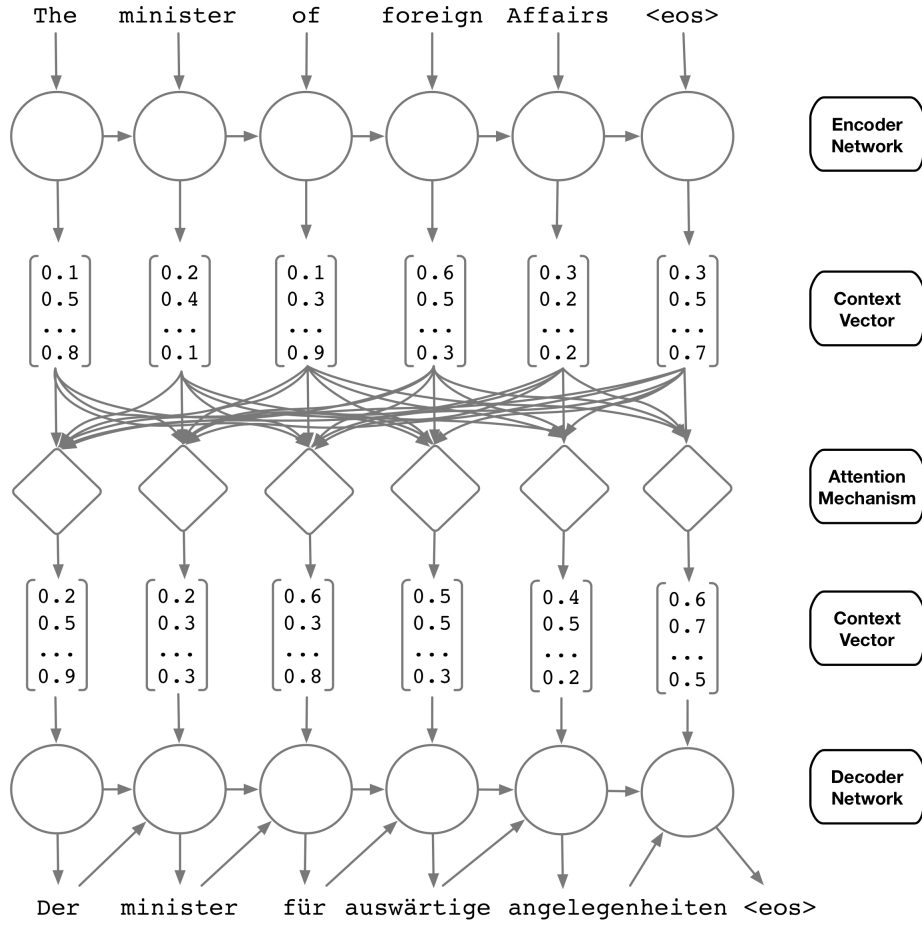 The minister of foreign Affairs <eos>
Encoder
Network
0.1 0.2 0.1 0.6 0.3 0.3
0.5 0.4 0.3 0.5 0.2 0.5
... ... ... ... ... ...
0.8 0.1 0.9 0.3 0.2 0.7
Context
Vector
Attention
Mechanism
0.2 0.2 0.6 0.5 0.4 0.6
0.5 0.3 0.3 0.5 0.5 0.7
... ... ... ... ... ...
0.9 0.3 0.8 0.3 0.2 0.5
Context
Vector
Decoder
Network
Der minister für auswärtige angelegenheiten <eos>